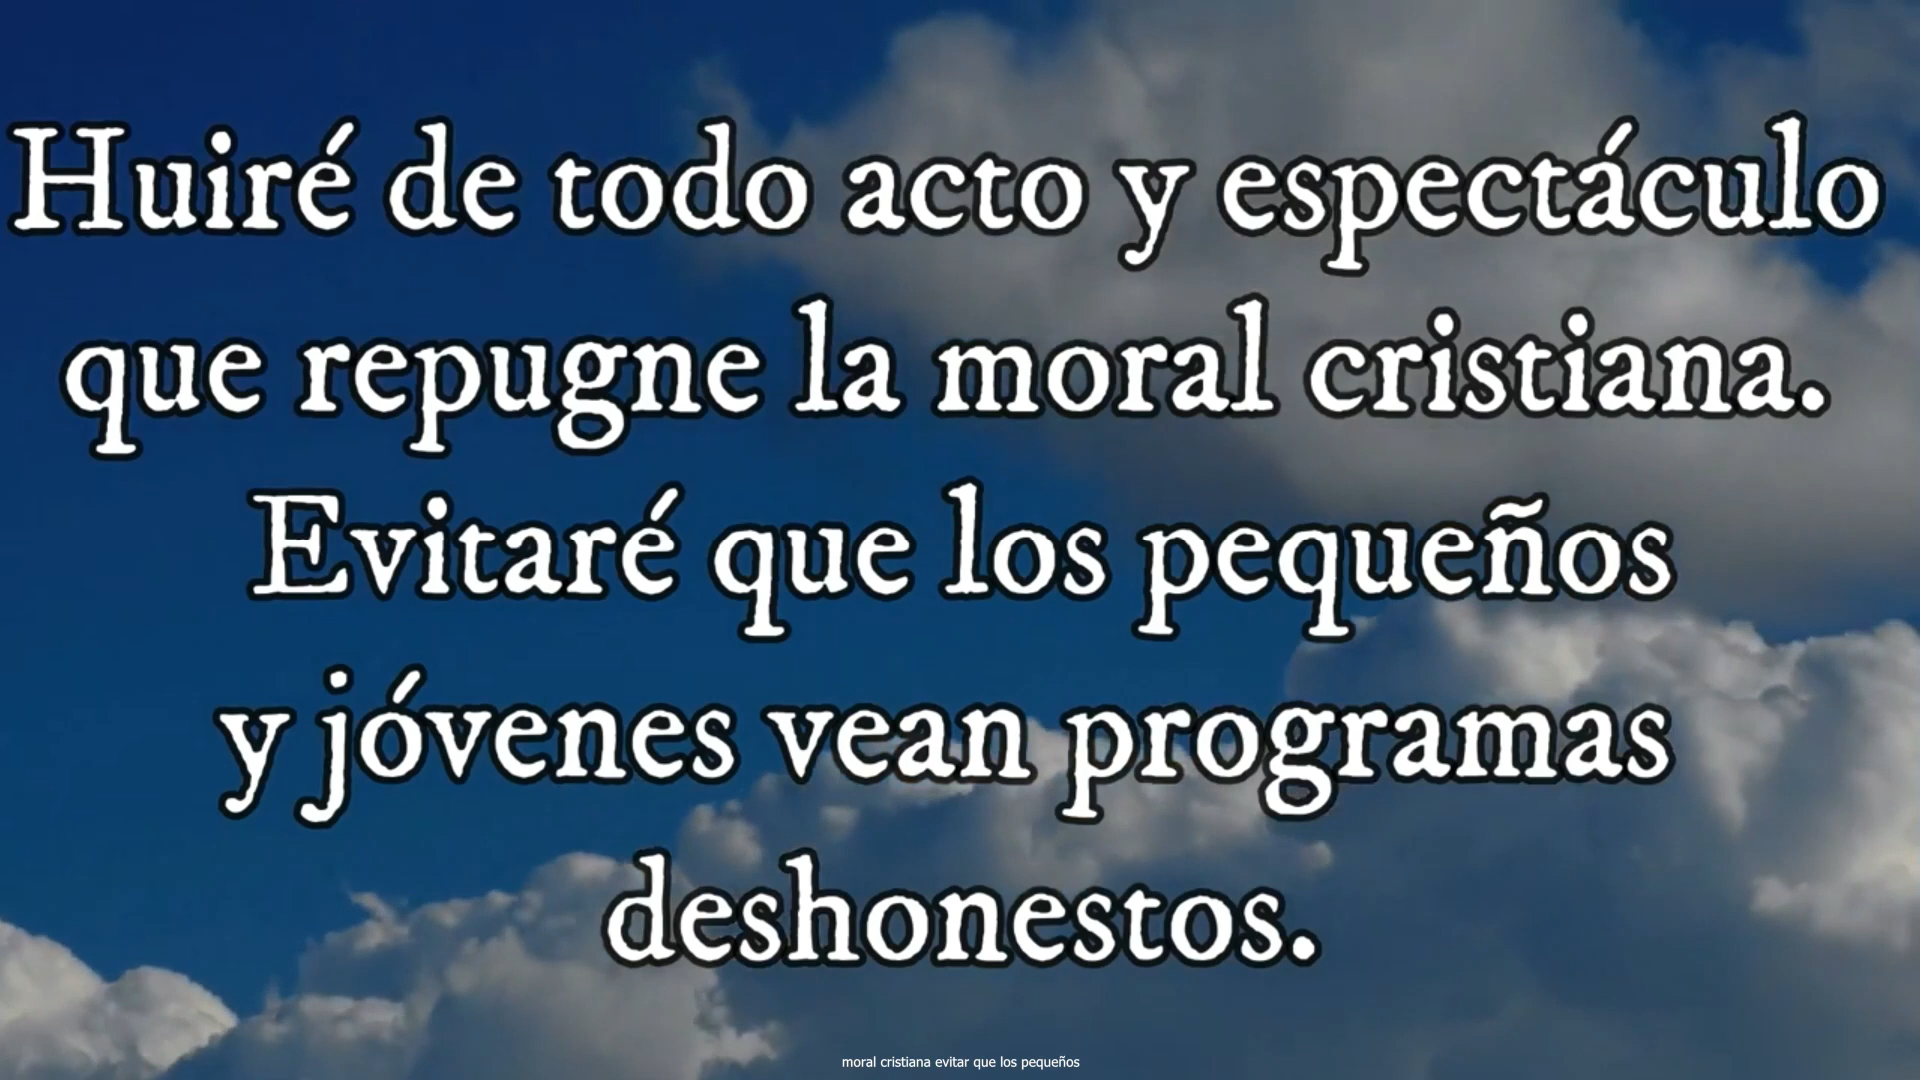 Huiré de todo acto y espectáculo
que repugne la moral cristiana.
Evitaré que los pequeños
y jóvenes vean programas
deshonestos.
moral cristiana evitar que los pequeños